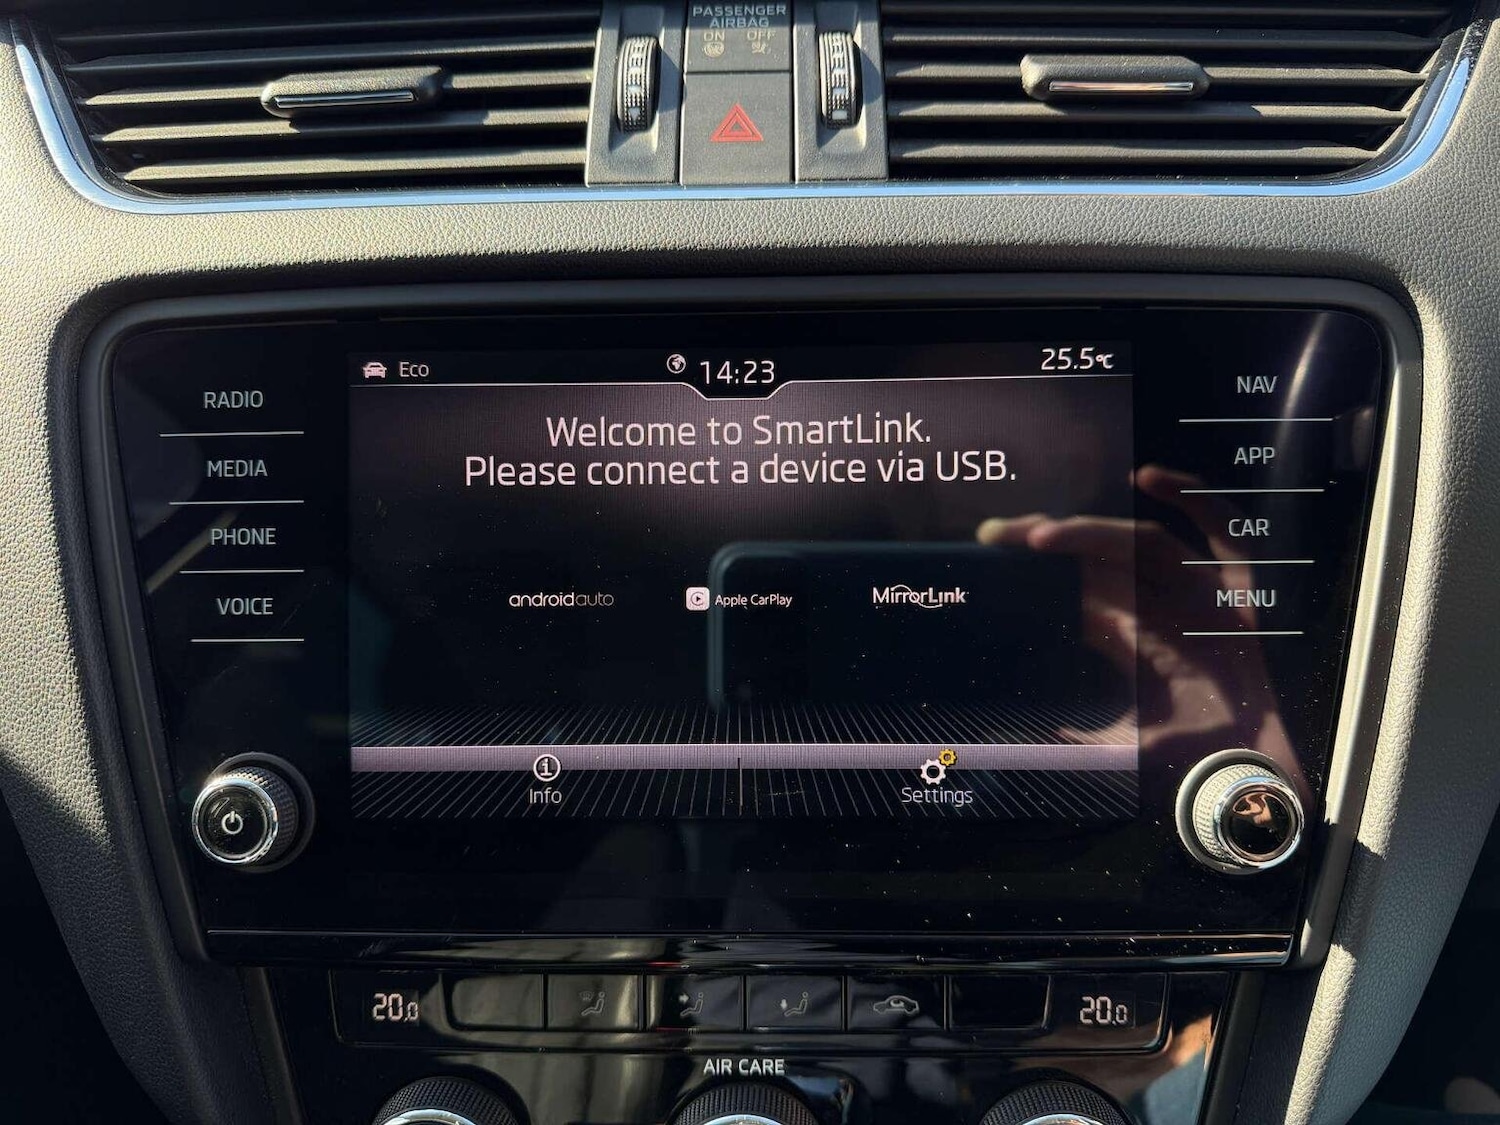 PASSENGER
AIRBAG
ON OFF
Eco
14:23
25.5°C
RADIO
MEDIA
PHONE
VOICE
Welcome to SmartLink.
Please connect a device via USB.
androidauto
Apple CarPlay
MirrorLink
Info
Settings
NAV
APP
CAR
MENU
20.0
20.0
AIR CARE